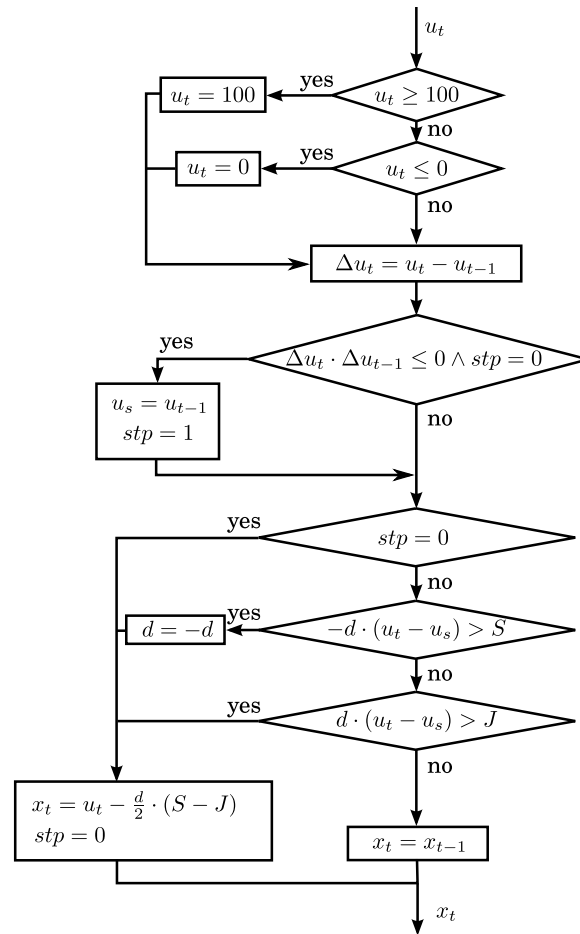 u_t
yes
u_t = 100
u_t ≥ 100
no
yes
u_t = 0
u_t ≤ 0
no
Δu_t = u_t − u_{t−1}
yes
Δu_t · Δu_{t−1} ≤ 0 ∧ stp = 0
u_s = u_{t−1}
stp = 1
no
yes
stp = 0
no
yes
d = −d
−d · (u_t − u_s) > S
no
yes
d · (u_t − u_s) > J
no
x_t = u_t − \frac{d}{2} · (S − J)
stp = 0
x_t = x_{t−1}
x_t